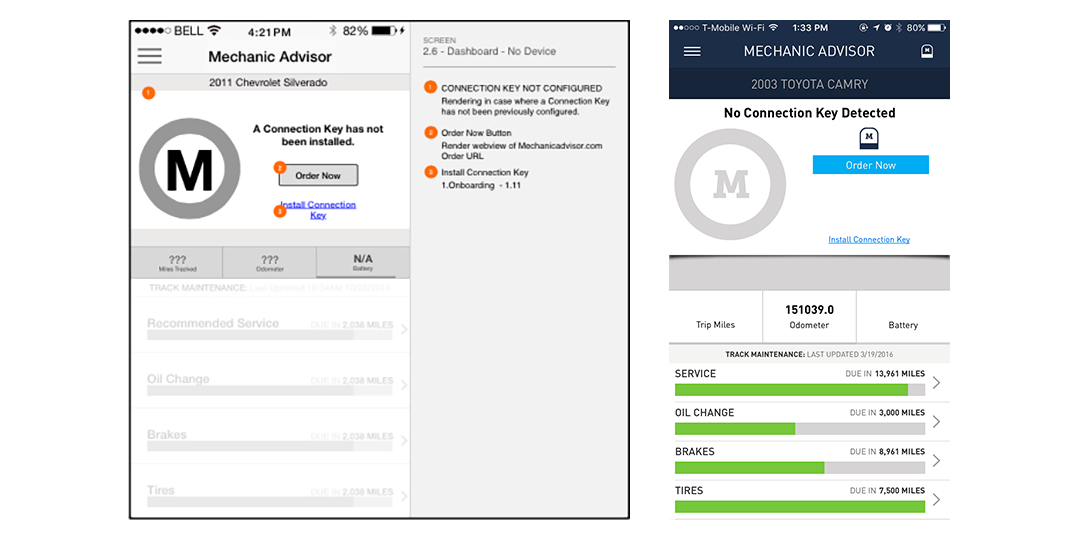 BELL 4:21PM 82%
Mechanic Advisor
2011 Chevrolet Silverado
1
A Connection Key has not
been installed.
M
2
Order Now
3
Install Connection
Key
???
Miles Tracked
???
Odometer
N/A
Battery
TRACK MAINTENANCE: Last Updated
Recommended Service DUE IN 2,038 MILES
Oil Change DUE IN 2,038 MILES
Brakes DUE IN 2,038 MILES
Tires DUE IN 2,038 MILES
SCREEN
2.6 - Dashboard - No Device
1 CONNECTION KEY NOT CONFIGURED
Rendering in case where a Connection Key
has not been previously configured.
2 Order Now Button
Render webview of Mechanicadvisor.com
Order URL
3 Install Connection Key
1.Onboarding - 1.11
T-Mobile Wi-Fi 1:33 PM 80%
MECHANIC ADVISOR
M
2003 TOYOTA CAMRY
No Connection Key Detected
M
M
Order Now
Install Connection Key
151039.0
Trip Miles Odometer Battery
TRACK MAINTENANCE: LAST UPDATED 3/19/2016
SERVICE DUE IN 13,961 MILES
OIL CHANGE DUE IN 3,000 MILES
BRAKES DUE IN 8,961 MILES
TIRES DUE IN 7,500 MILES